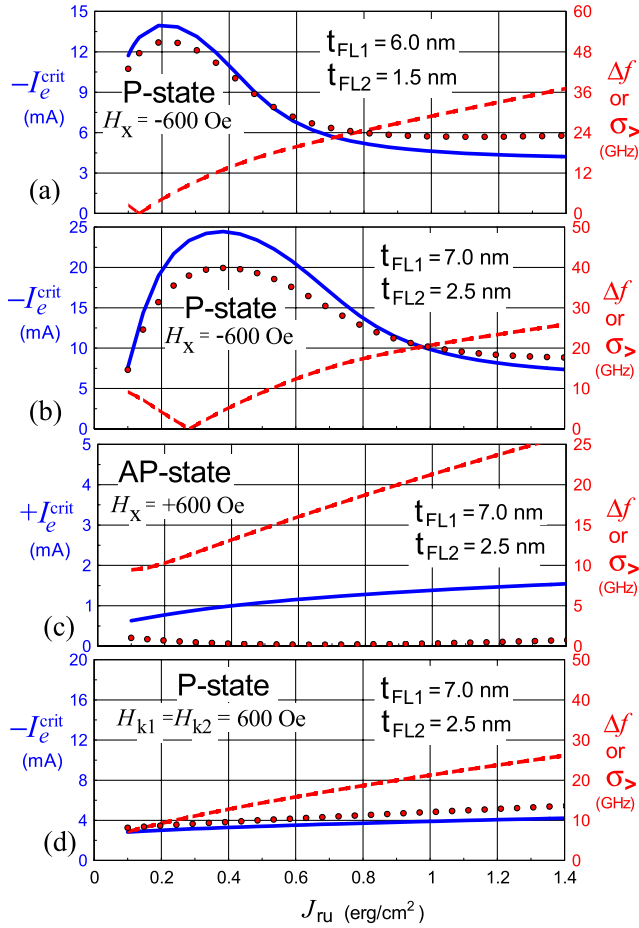 15
12
9
6
3
0
−I_e^crit
(mA)
P-state
H_x = -600 Oe
t_FL1 = 6.0 nm
t_FL2 = 1.5 nm
60
48
36
24
12
0
Δf
or
σ_>
(GHz)
(a)
25
20
15
10
5
0
−I_e^crit
(mA)
P-state
H_x = -600 Oe
t_FL1 = 7.0 nm
t_FL2 = 2.5 nm
50
40
30
20
10
0
Δf
or
σ_>
(GHz)
(b)
5
4
3
2
1
0
+I_e^crit
(mA)
AP-state
H_x = +600 Oe
t_FL1 = 7.0 nm
t_FL2 = 2.5 nm
25
20
15
10
5
0
Δf
or
σ_>
(GHz)
(c)
20
16
12
8
4
0
−I_e^crit
(mA)
P-state
H_k1 = H_k2 = 600 Oe
t_FL1 = 7.0 nm
t_FL2 = 2.5 nm
50
40
30
20
10
0
Δf
or
σ_>
(GHz)
(d)
0 0.2 0.4 0.6 0.8 1 1.2 1.4
J_ru (erg/cm²)